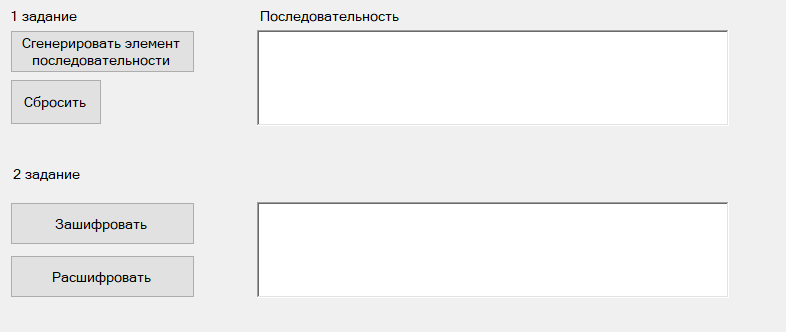 1 задание
Последовательность
Сгенерировать элемент
последовательности
Сбросить
2 задание
Зашифровать
Расшифровать